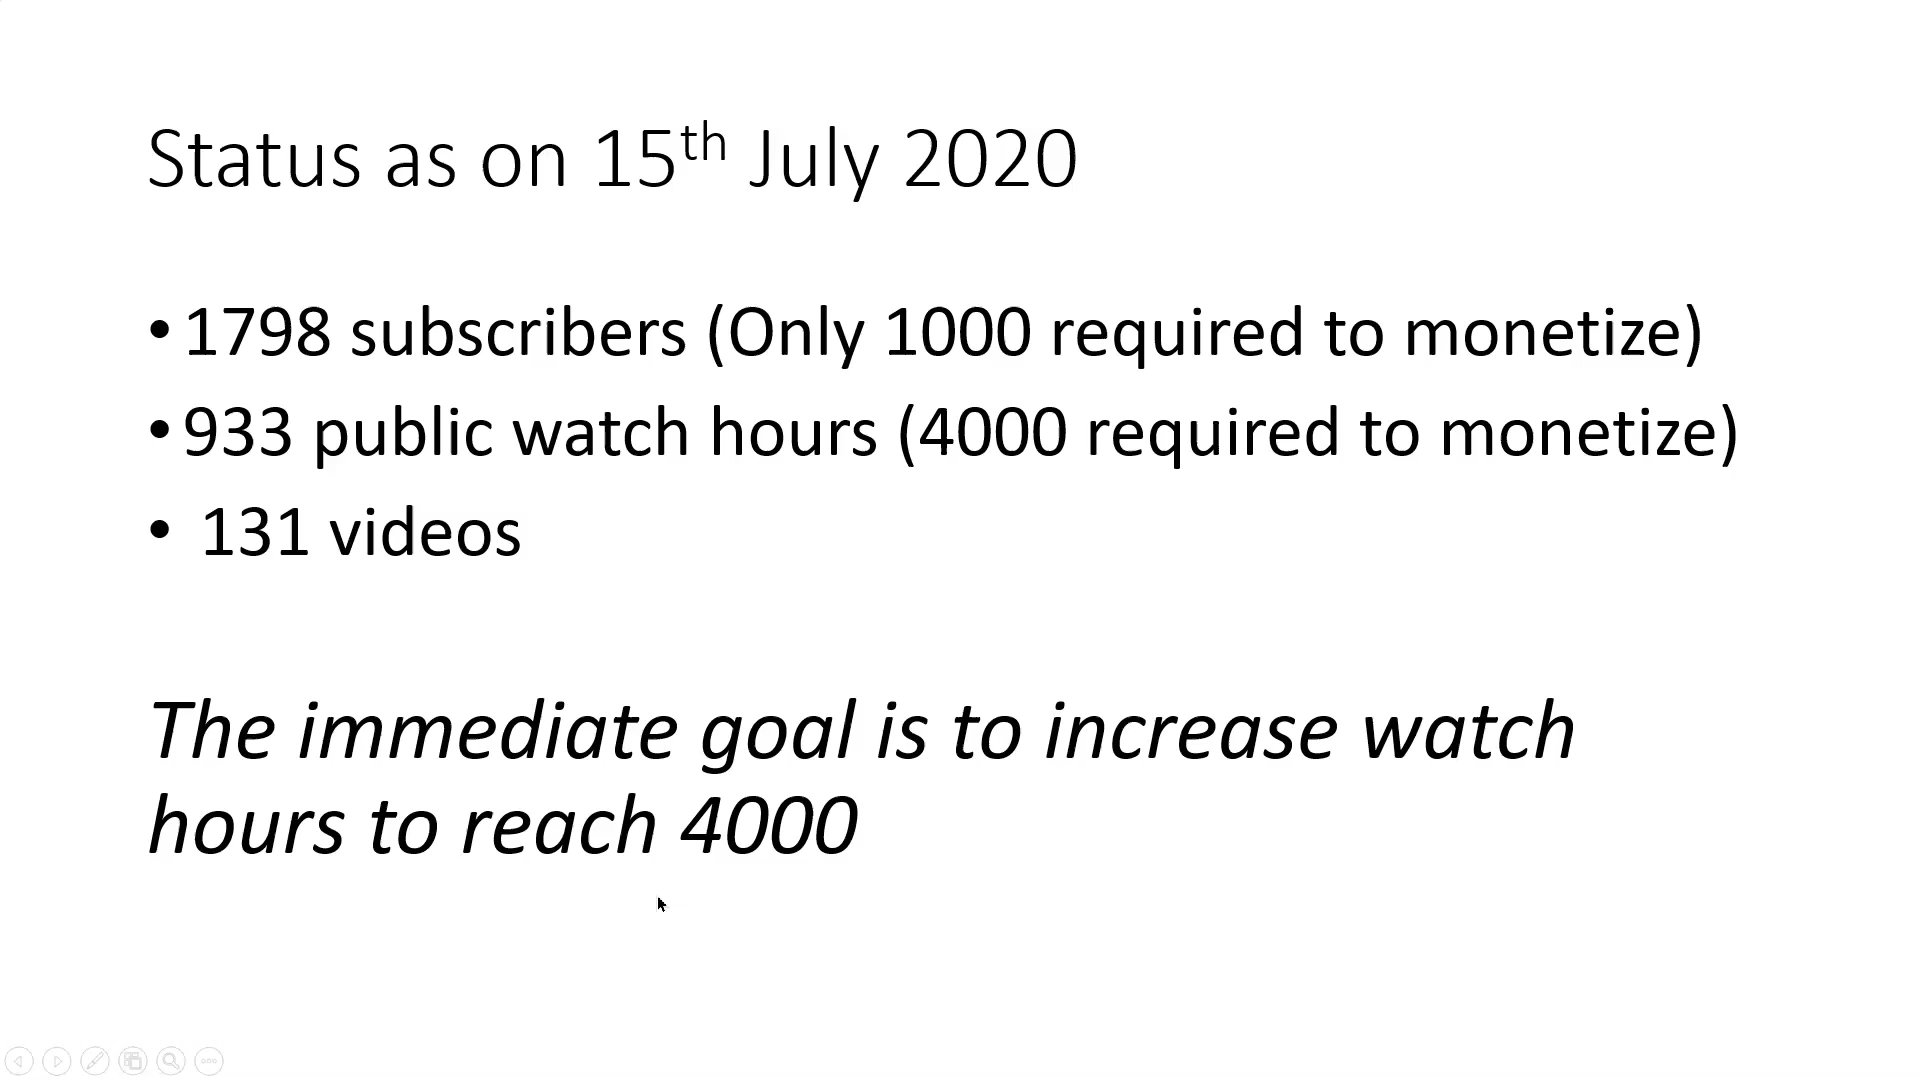 Status as on 15th July 2020
• 1798 subscribers (Only 1000 required to monetize)
• 933 public watch hours (4000 required to monetize)
• 131 videos
The immediate goal is to increase watch
hours to reach 4000